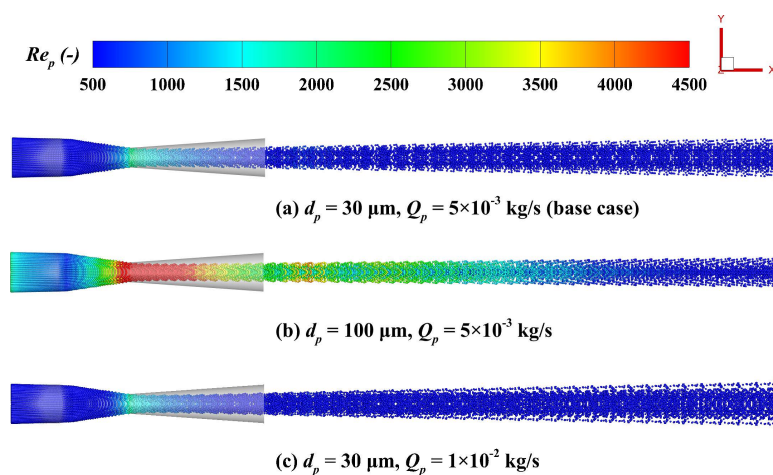 Re_p (-)
500 1000 1500 2000 2500 3000 3500 4000 4500
Y
Z X
(a) d_p = 30 μm, Q_p = 5×10⁻³ kg/s (base case)
(b) d_p = 100 μm, Q_p = 5×10⁻³ kg/s
(c) d_p = 30 μm, Q_p = 1×10⁻² kg/s